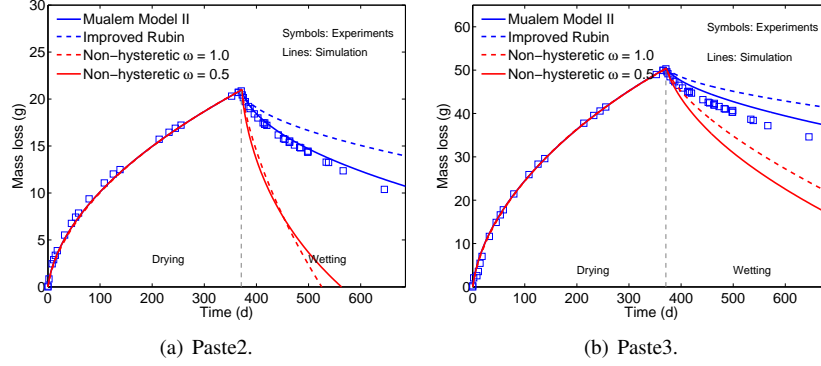 30
25
20
15
10
5
0
Mass loss (g)
Mualem Model II
Improved Rubin
Non-hysteretic ω = 1.0
Non-hysteretic ω = 0.5
Symbols: Experiments
Lines: Simulation
Drying
Wetting
0 100 200 300 400 500 600
Time (d)
(a) Paste2.
60
50
40
30
20
10
0
Mass loss (g)
Mualem Model II
Improved Rubin
Non-hysteretic ω = 1.0
Non-hysteretic ω = 0.5
Symbols: Experiments
Lines: Simulation
Drying
Wetting
0 100 200 300 400 500 600
Time (d)
(b) Paste3.